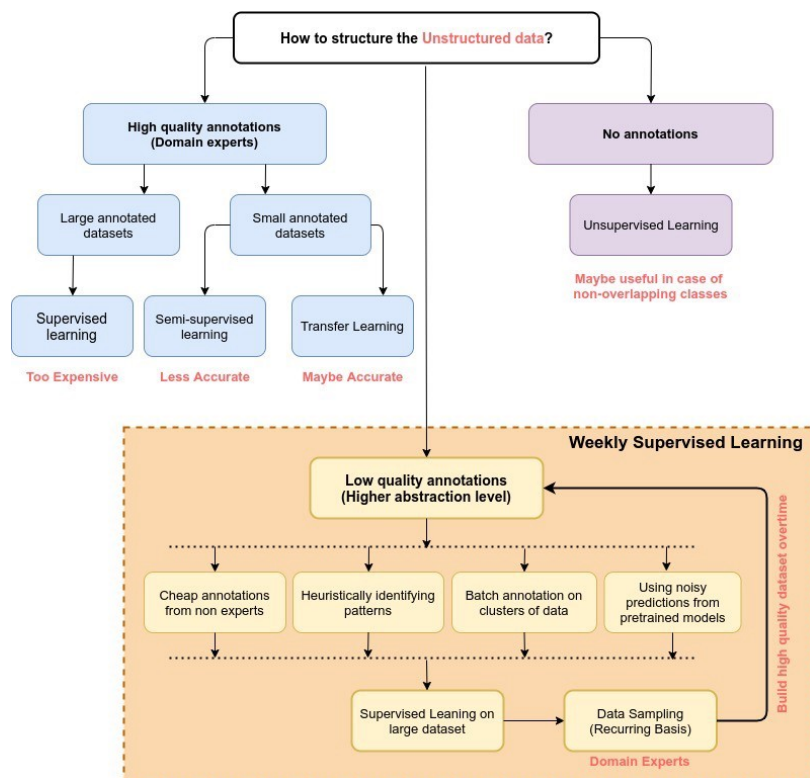 How to structure the Unstructured data?
High quality annotations
(Domain experts)
No annotations
Large annotated
datasets
Small annotated
datasets
Unsupervised Learning
Maybe useful in case of
non-overlapping classes
Supervised
learning
Semi-supervised
learning
Transfer Learning
Too Expensive
Less Accurate
Maybe Accurate
Weekly Supervised Learning
Low quality annotations
(Higher abstraction level)
Build high quality dataset overtime
Cheap annotations
from non experts
Heuristically identifying
patterns
Batch annotation on
clusters of data
Using noisy
predictions from
pretrained models
Supervised Leaning on
large dataset
Data Sampling
(Recurring Basis)
Domain Experts